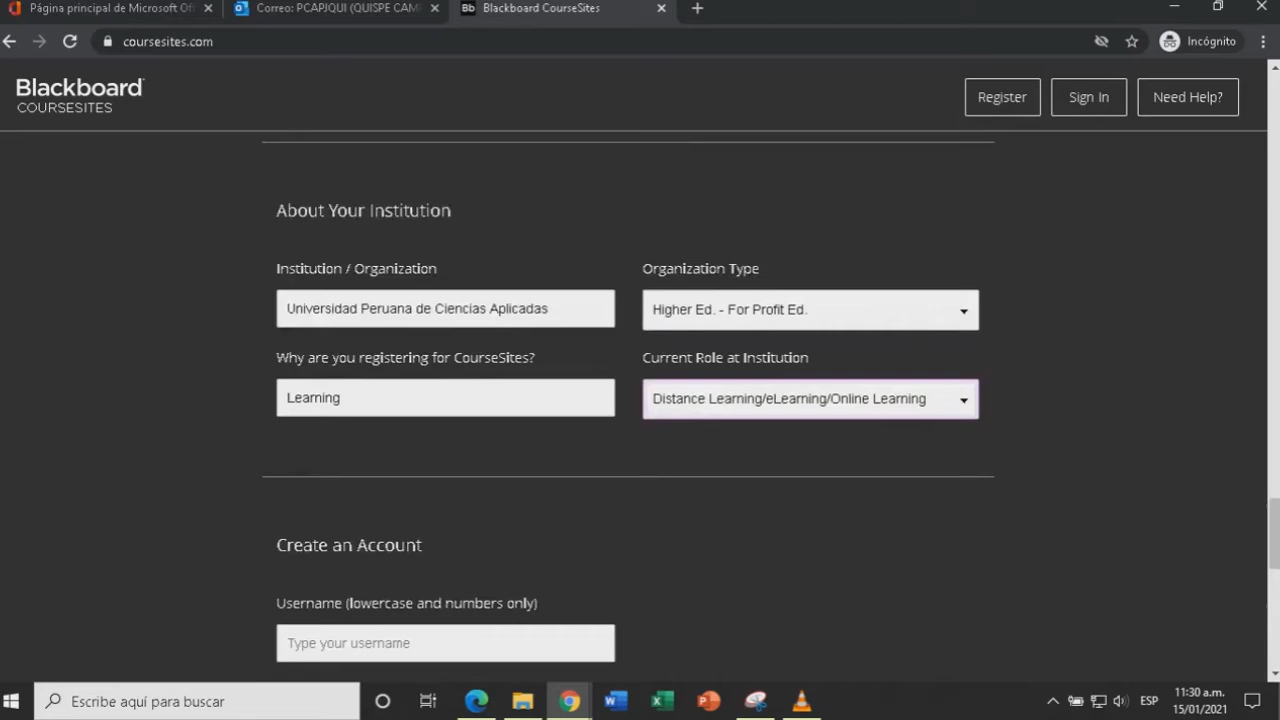 Página principal de Microsoft Off
Correo: PCAPJQUI (QUISPE CAM
Bb Blackboard CourseSites
coursesites.com
Incógnito
Blackboard
COURSESITES
Register
Sign In
Need Help?
About Your Institution
Institution / Organization
Organization Type
Universidad Peruana de Ciencias Aplicadas
Higher Ed. - For Profit Ed.
Why are you registering for CourseSites?
Current Role at Institution
Learning
Distance Learning/eLearning/Online Learning
Create an Account
Username (lowercase and numbers only)
Type your username
Escribe aquí para buscar
ESP
11:30 a.m.
15/01/2021